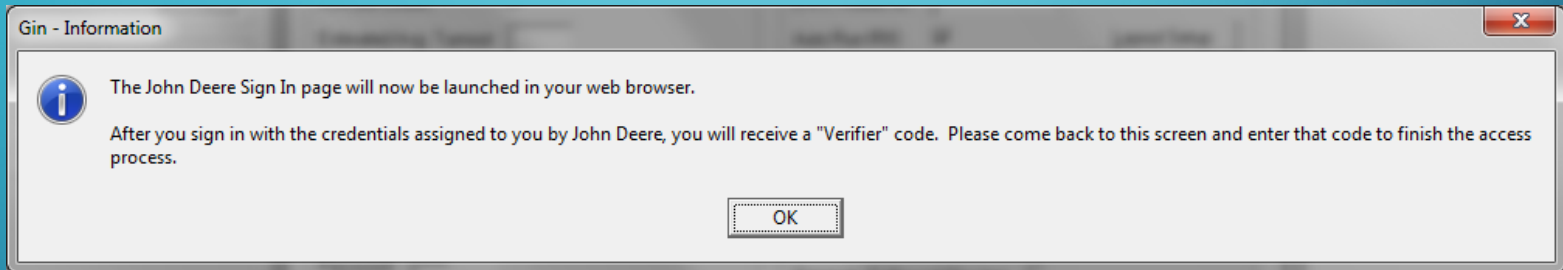 Gin - Information
The John Deere Sign In page will now be launched in your web browser.
After you sign in with the credentials assigned to you by John Deere, you will receive a "Verifier" code.  Please come back to this screen and enter that code to finish the access
process.
OK